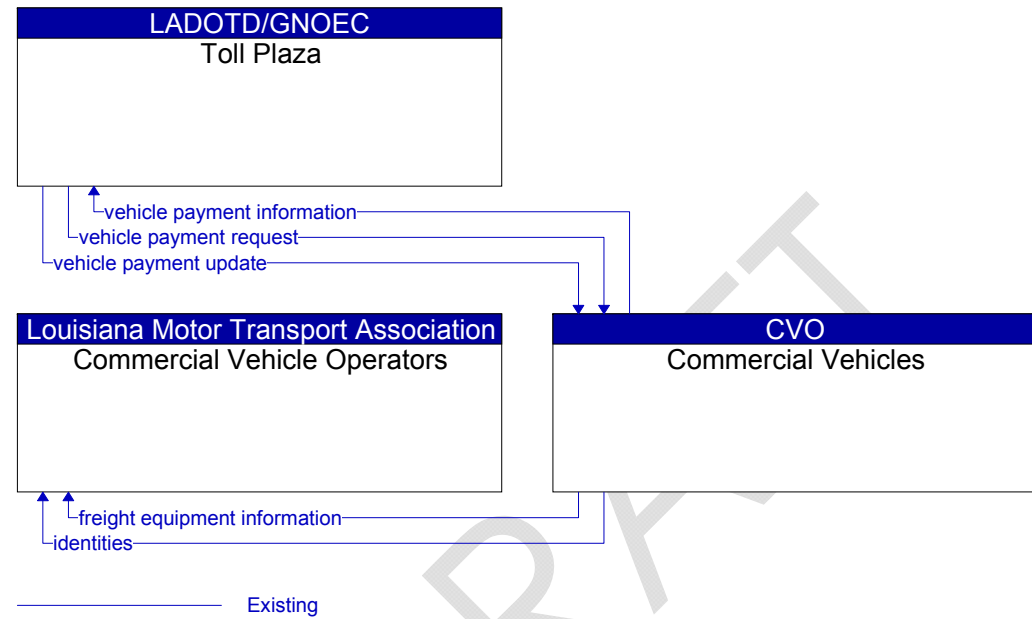 LADOTD/GNOEC
Toll Plaza
vehicle payment information
vehicle payment request
vehicle payment update
Louisiana Motor Transport Association
Commercial Vehicle Operators
CVO
Commercial Vehicles
freight equipment information
identities
Existing
RAFT